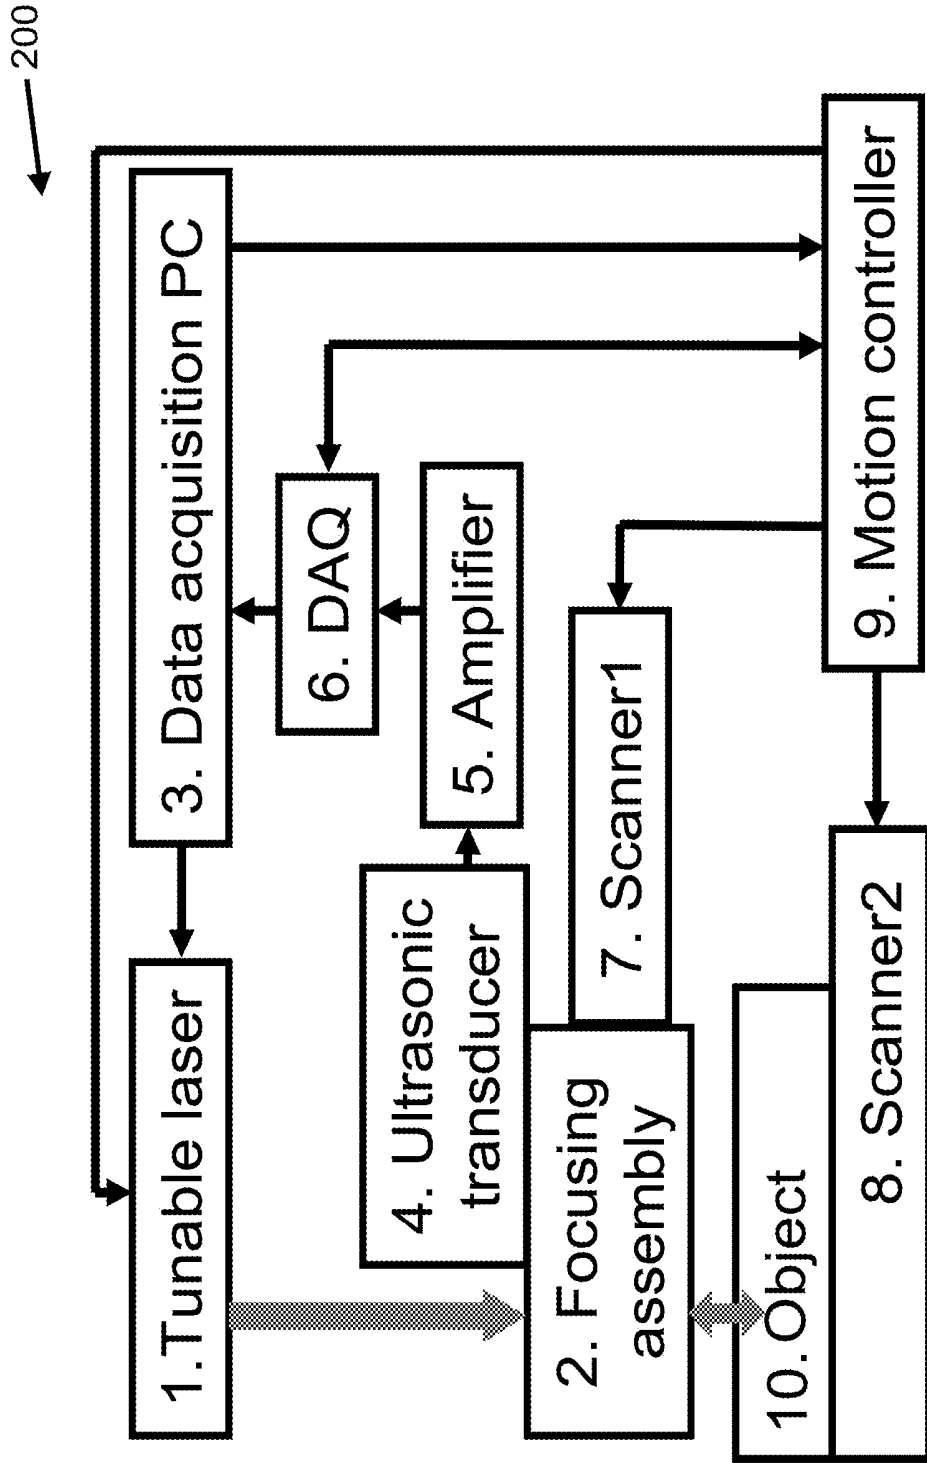 200
1.Tunable laser
3. Data acquisition PC
6. DAQ
4. Ultrasonic
transducer
5. Amplifier
2. Focusing
assembly
7. Scanner1
10.Object
8. Scanner2
9. Motion controller